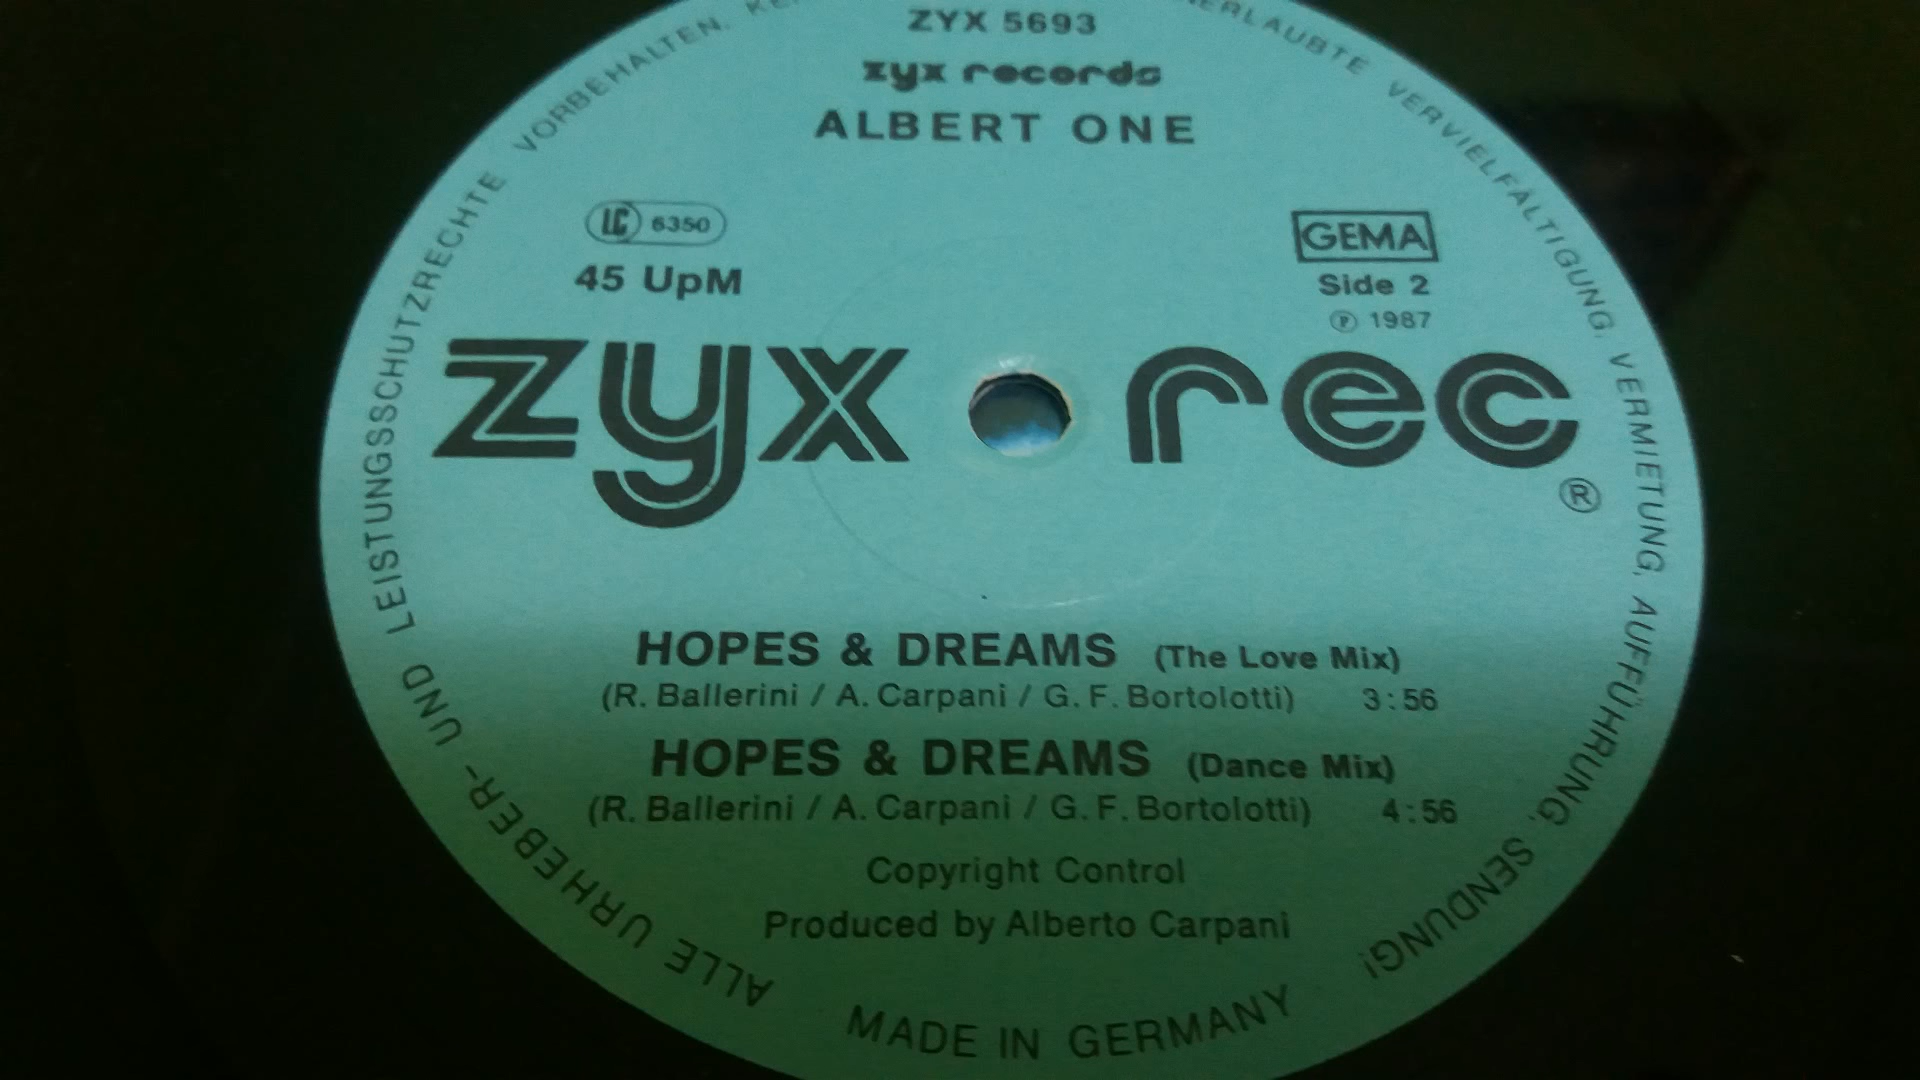 ZYX 5693
zyx records
ALBERT ONE
LC 6350
45 UpM
GEMA
Side 2
℗ 1987
zyx rec ®
HOPES & DREAMS (The Love Mix)
(R. Ballerini / A. Carpani / G. F. Bortolotti) 3:56
HOPES & DREAMS (Dance Mix)
(R. Ballerini / A. Carpani / G. F. Bortolotti) 4:56
Copyright Control
Produced by Alberto Carpani
ALLE URHEBER- UND LEISTUNGSSCHUTZRECHTE VORBEHALTEN.
VERVIELFÄLTIGUNG, VERMIETUNG, AUFFÜHRUNG, SENDUNG!
MADE IN GERMANY